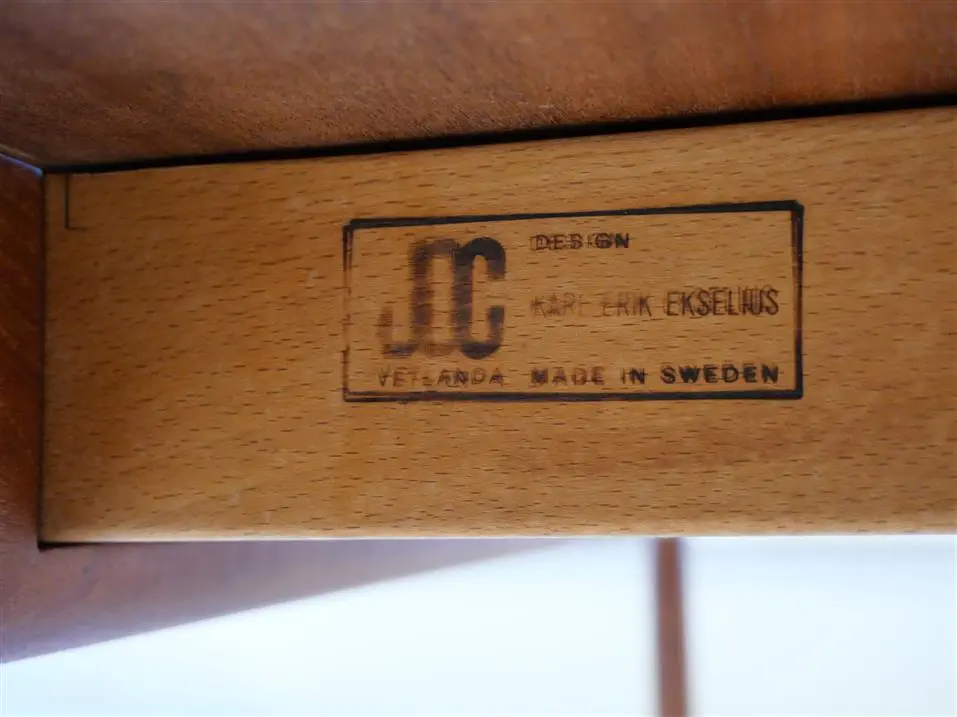 JOC
DESIGN
KARL ERIK EKSELIUS
VETLANDA MADE IN SWEDEN